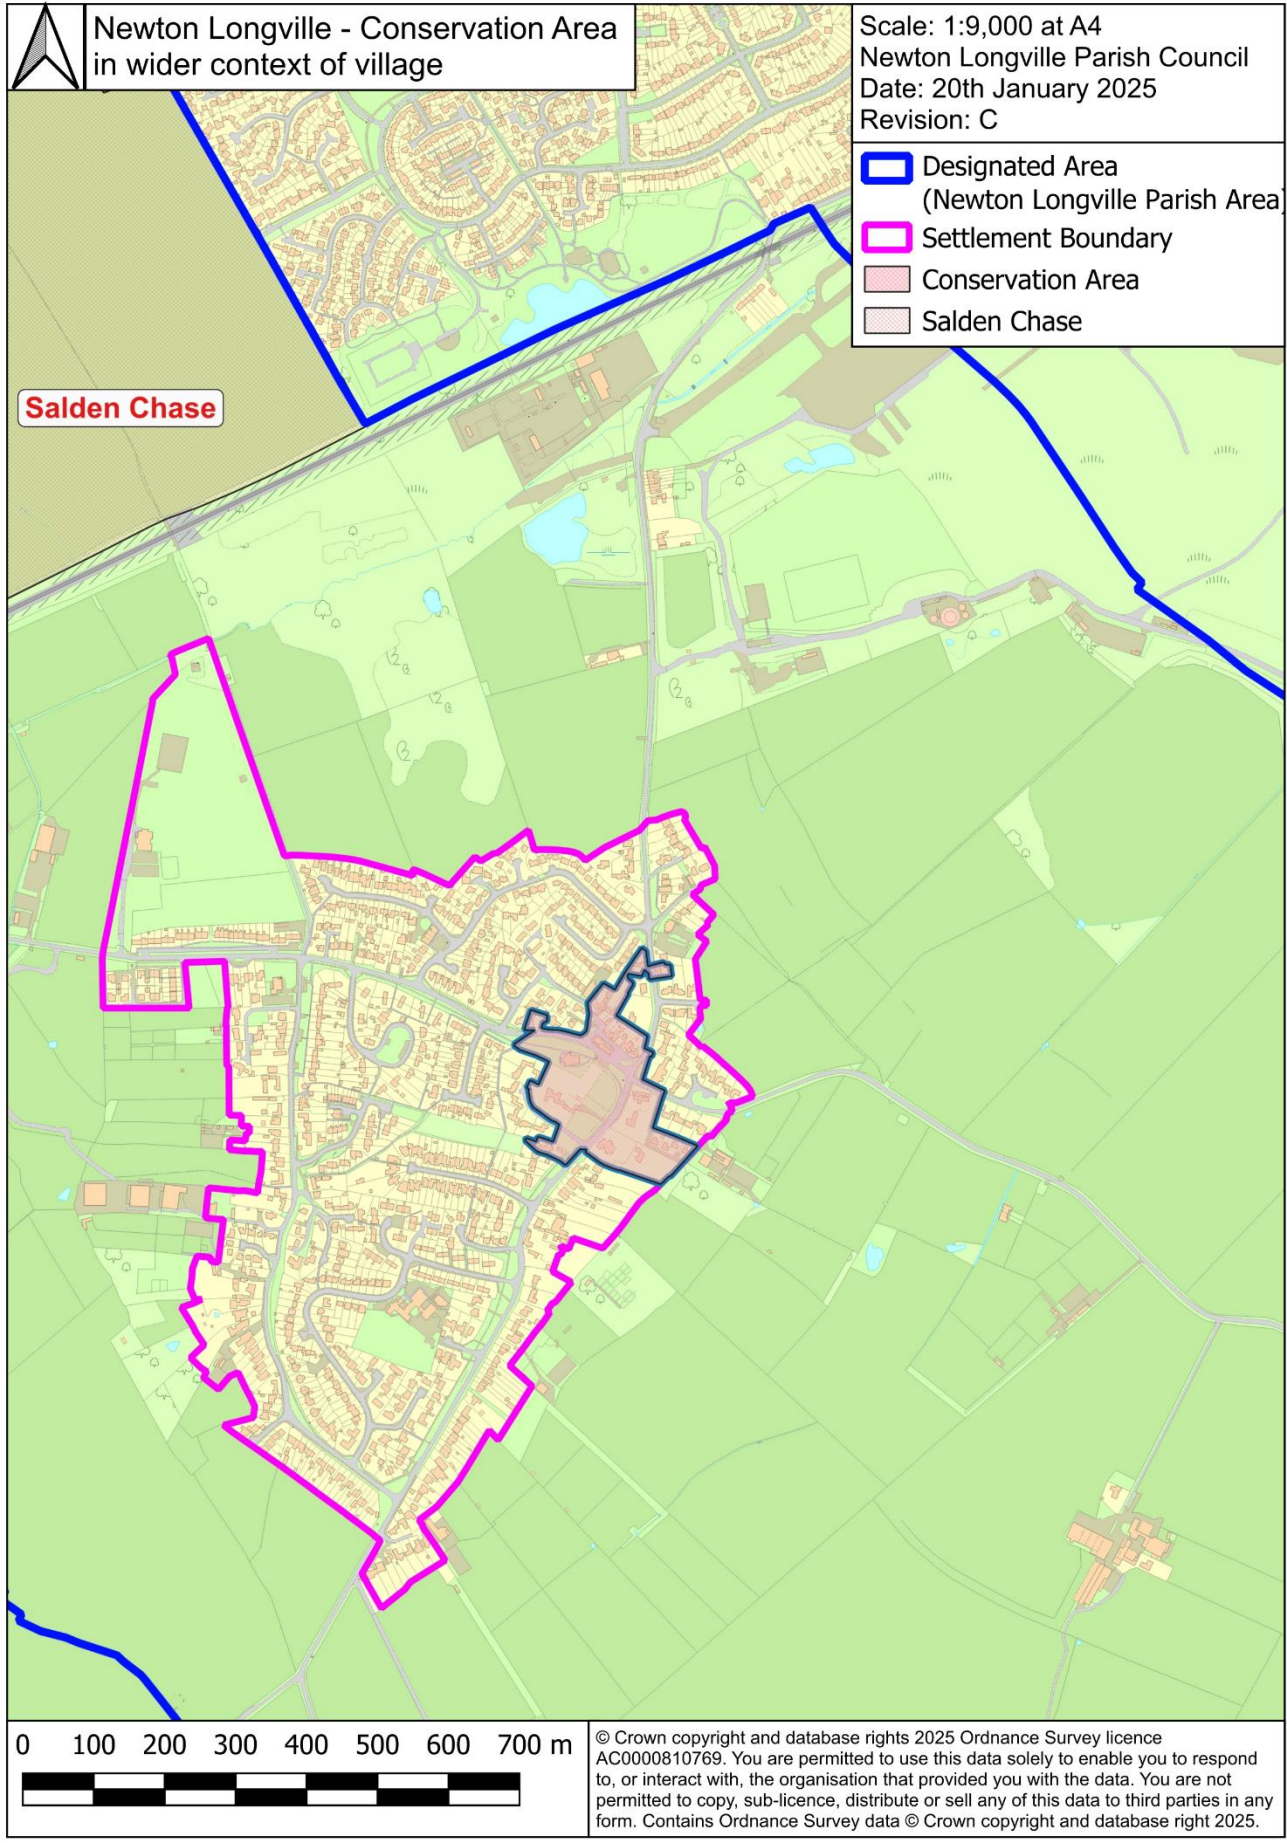 Newton Longville - Conservation Area
in wider context of village
Scale: 1:9,000 at A4
Newton Longville Parish Council
Date: 20th January 2025
Revision: C
Designated Area
(Newton Longville Parish Area)
Settlement Boundary
Conservation Area
Salden Chase
Salden Chase
0 100 200 300 400 500 600 700 m
© Crown copyright and database rights 2025 Ordnance Survey licence
AC0000810769. You are permitted to use this data solely to enable you to respond
to, or interact with, the organisation that provided you with the data. You are not
permitted to copy, sub-licence, distribute or sell any of this data to third parties in any
form. Contains Ordnance Survey data © Crown copyright and database right 2025.